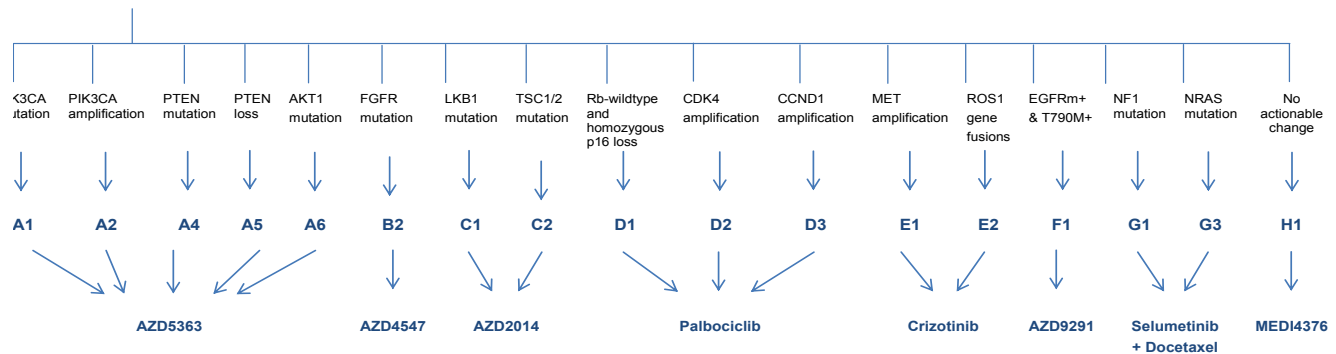 PIK3CA
amplification
PTEN
mutation
PTEN
loss
AKT1
mutation
FGFR
mutation
LKB1
mutation
TSC1/2
mutation
Rb-wildtype
and
homozygous
p16 loss
CDK4
amplification
CCND1
amplification
MET
amplification
ROS1
gene
fusions
EGFRm+
& T790M+
NF1
mutation
NRAS
mutation
No
actionable
change
A1 A2 A4 A5 A6 B2 C1 C2 D1 D2 D3 E1 E2 F1 G1 G3 H1
AZD5363 AZD4547 AZD2014 Palbociclib Crizotinib AZD9291 Selumetinib
+ Docetaxel
MEDI4376